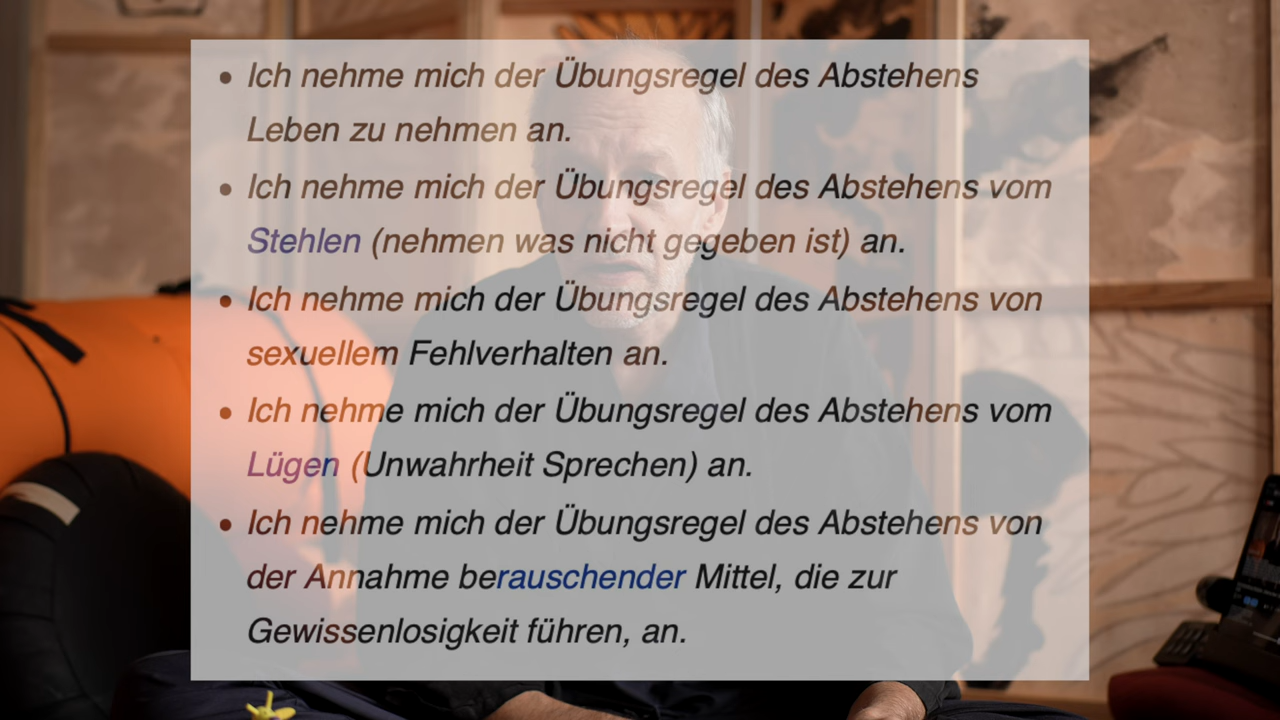 • Ich nehme mich der Übungsregel des Abstehens
Leben zu nehmen an.
• Ich nehme mich der Übungsregel des Abstehens vom
Stehlen (nehmen was nicht gegeben ist) an.
• Ich nehme mich der Übungsregel des Abstehens von
sexuellem Fehlverhalten an.
• Ich nehme mich der Übungsregel des Abstehens vom
Lügen (Unwahrheit Sprechen) an.
• Ich nehme mich der Übungsregel des Abstehens von
der Annahme berauschender Mittel, die zur
Gewissenlosigkeit führen, an.